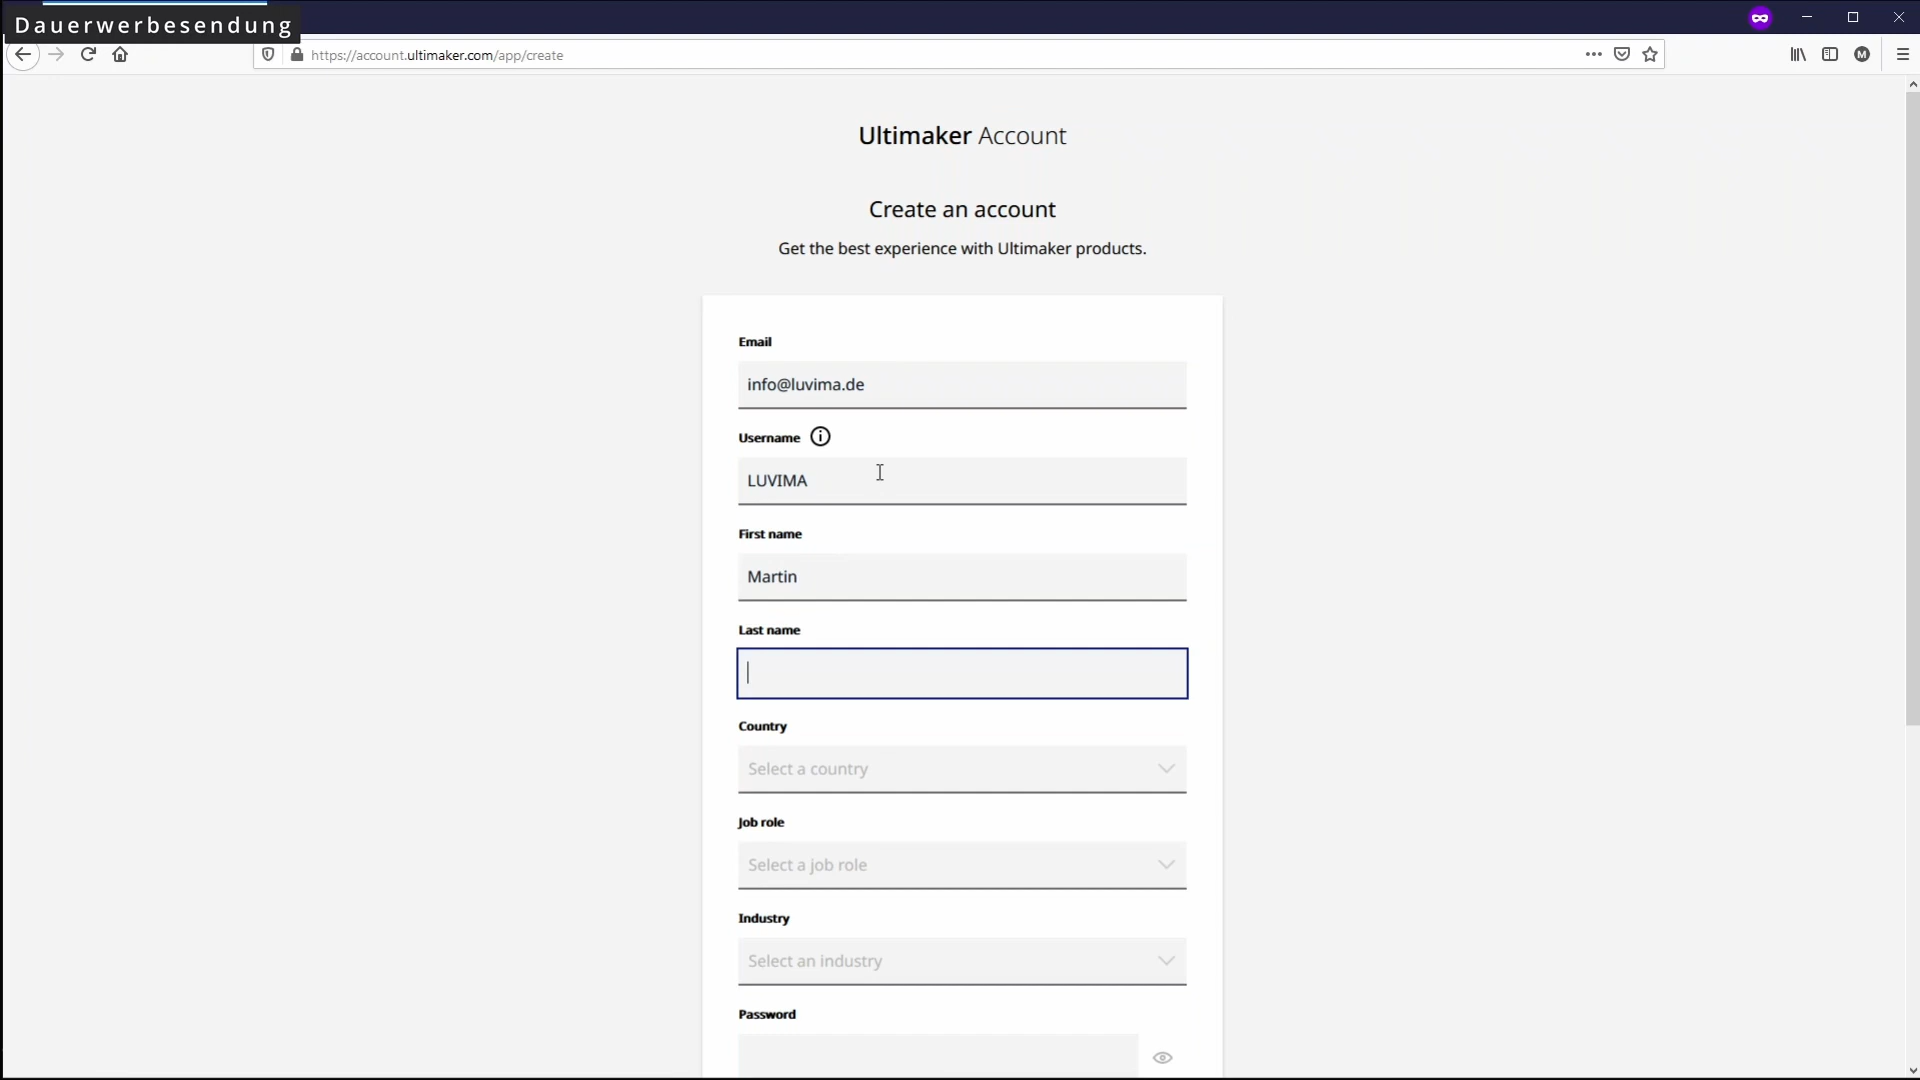 Dauerwerbesendung
https://account.ultimaker.com/app/create
M
Ultimaker Account
Create an account
Get the best experience with Ultimaker products.
Email
info@luvima.de
Username
LUVIMA
First name
Martin
Last name
Country
Select a country
Job role
Select a job role
Industry
Select an industry
Password